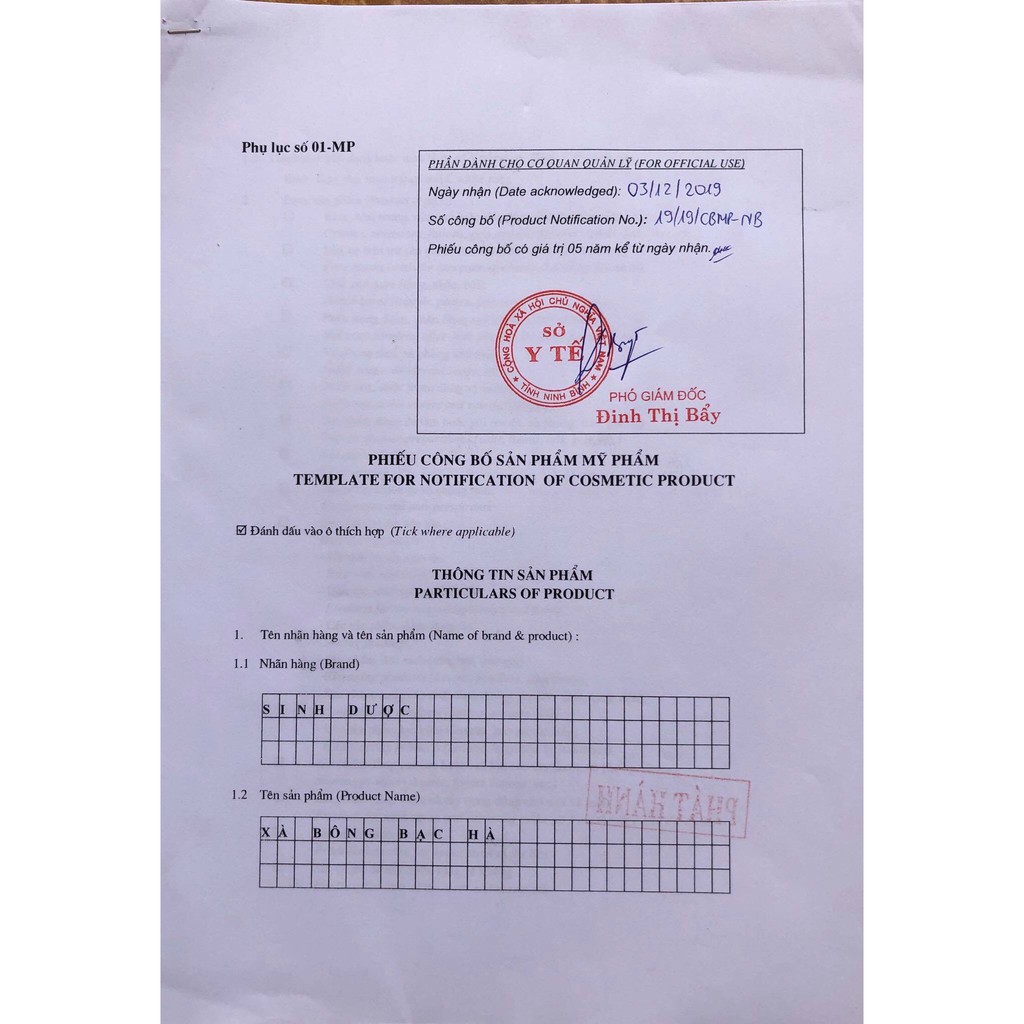 Phụ lục số 01-MP
PHẦN DÀNH CHO CƠ QUAN QUẢN LÝ (FOR OFFICIAL USE)
Ngày nhận (Date acknowledged): 03/12/2019
Số công bố (Product Notification No.): 19/19/CBMP-NB
Phiếu công bố có giá trị 05 năm kể từ ngày nhận.
CỘNG HOÀ XÃ HỘI CHỦ NGHĨA VIỆT NAM
SỞ
Y TẾ
TỈNH NINH BÌNH
PHÓ GIÁM ĐỐC
Đinh Thị Bẩy
PHIẾU CÔNG BỐ SẢN PHẨM MỸ PHẨM
TEMPLATE FOR NOTIFICATION OF COSMETIC PRODUCT
☑ Đánh dấu vào ô thích hợp (Tick where applicable)
THÔNG TIN SẢN PHẨM
PARTICULARS OF PRODUCT
1. Tên nhãn hàng và tên sản phẩm (Name of brand & product) :
1.1 Nhãn hàng (Brand)
SINH DƯỢC
1.2 Tên sản phẩm (Product Name)
PHÁT HÀNH
XÀ BÔNG BẠC HÀ